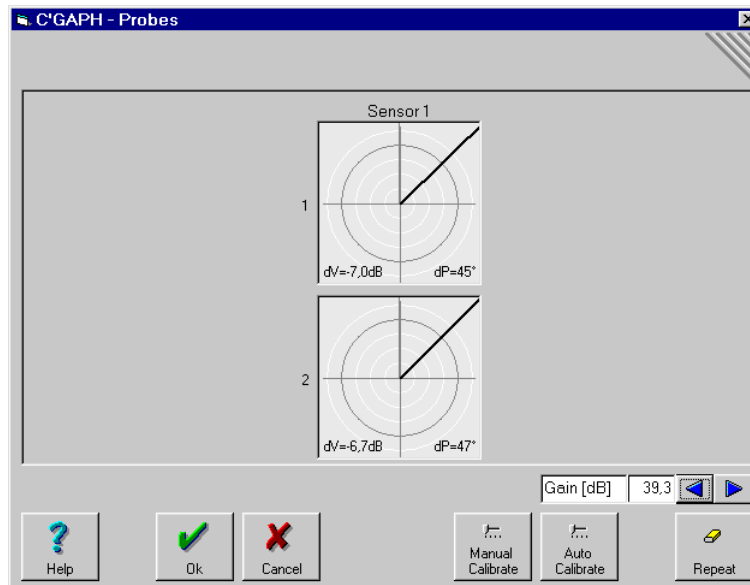 C'GAPH - Probes
Sensor 1
1
dV=-7,0dB dP=45°
2
dV=-6,7dB dP=47°
Gain [dB] 39,3
Help
Ok
Cancel
Manual
Calibrate
Auto
Calibrate
Repeat